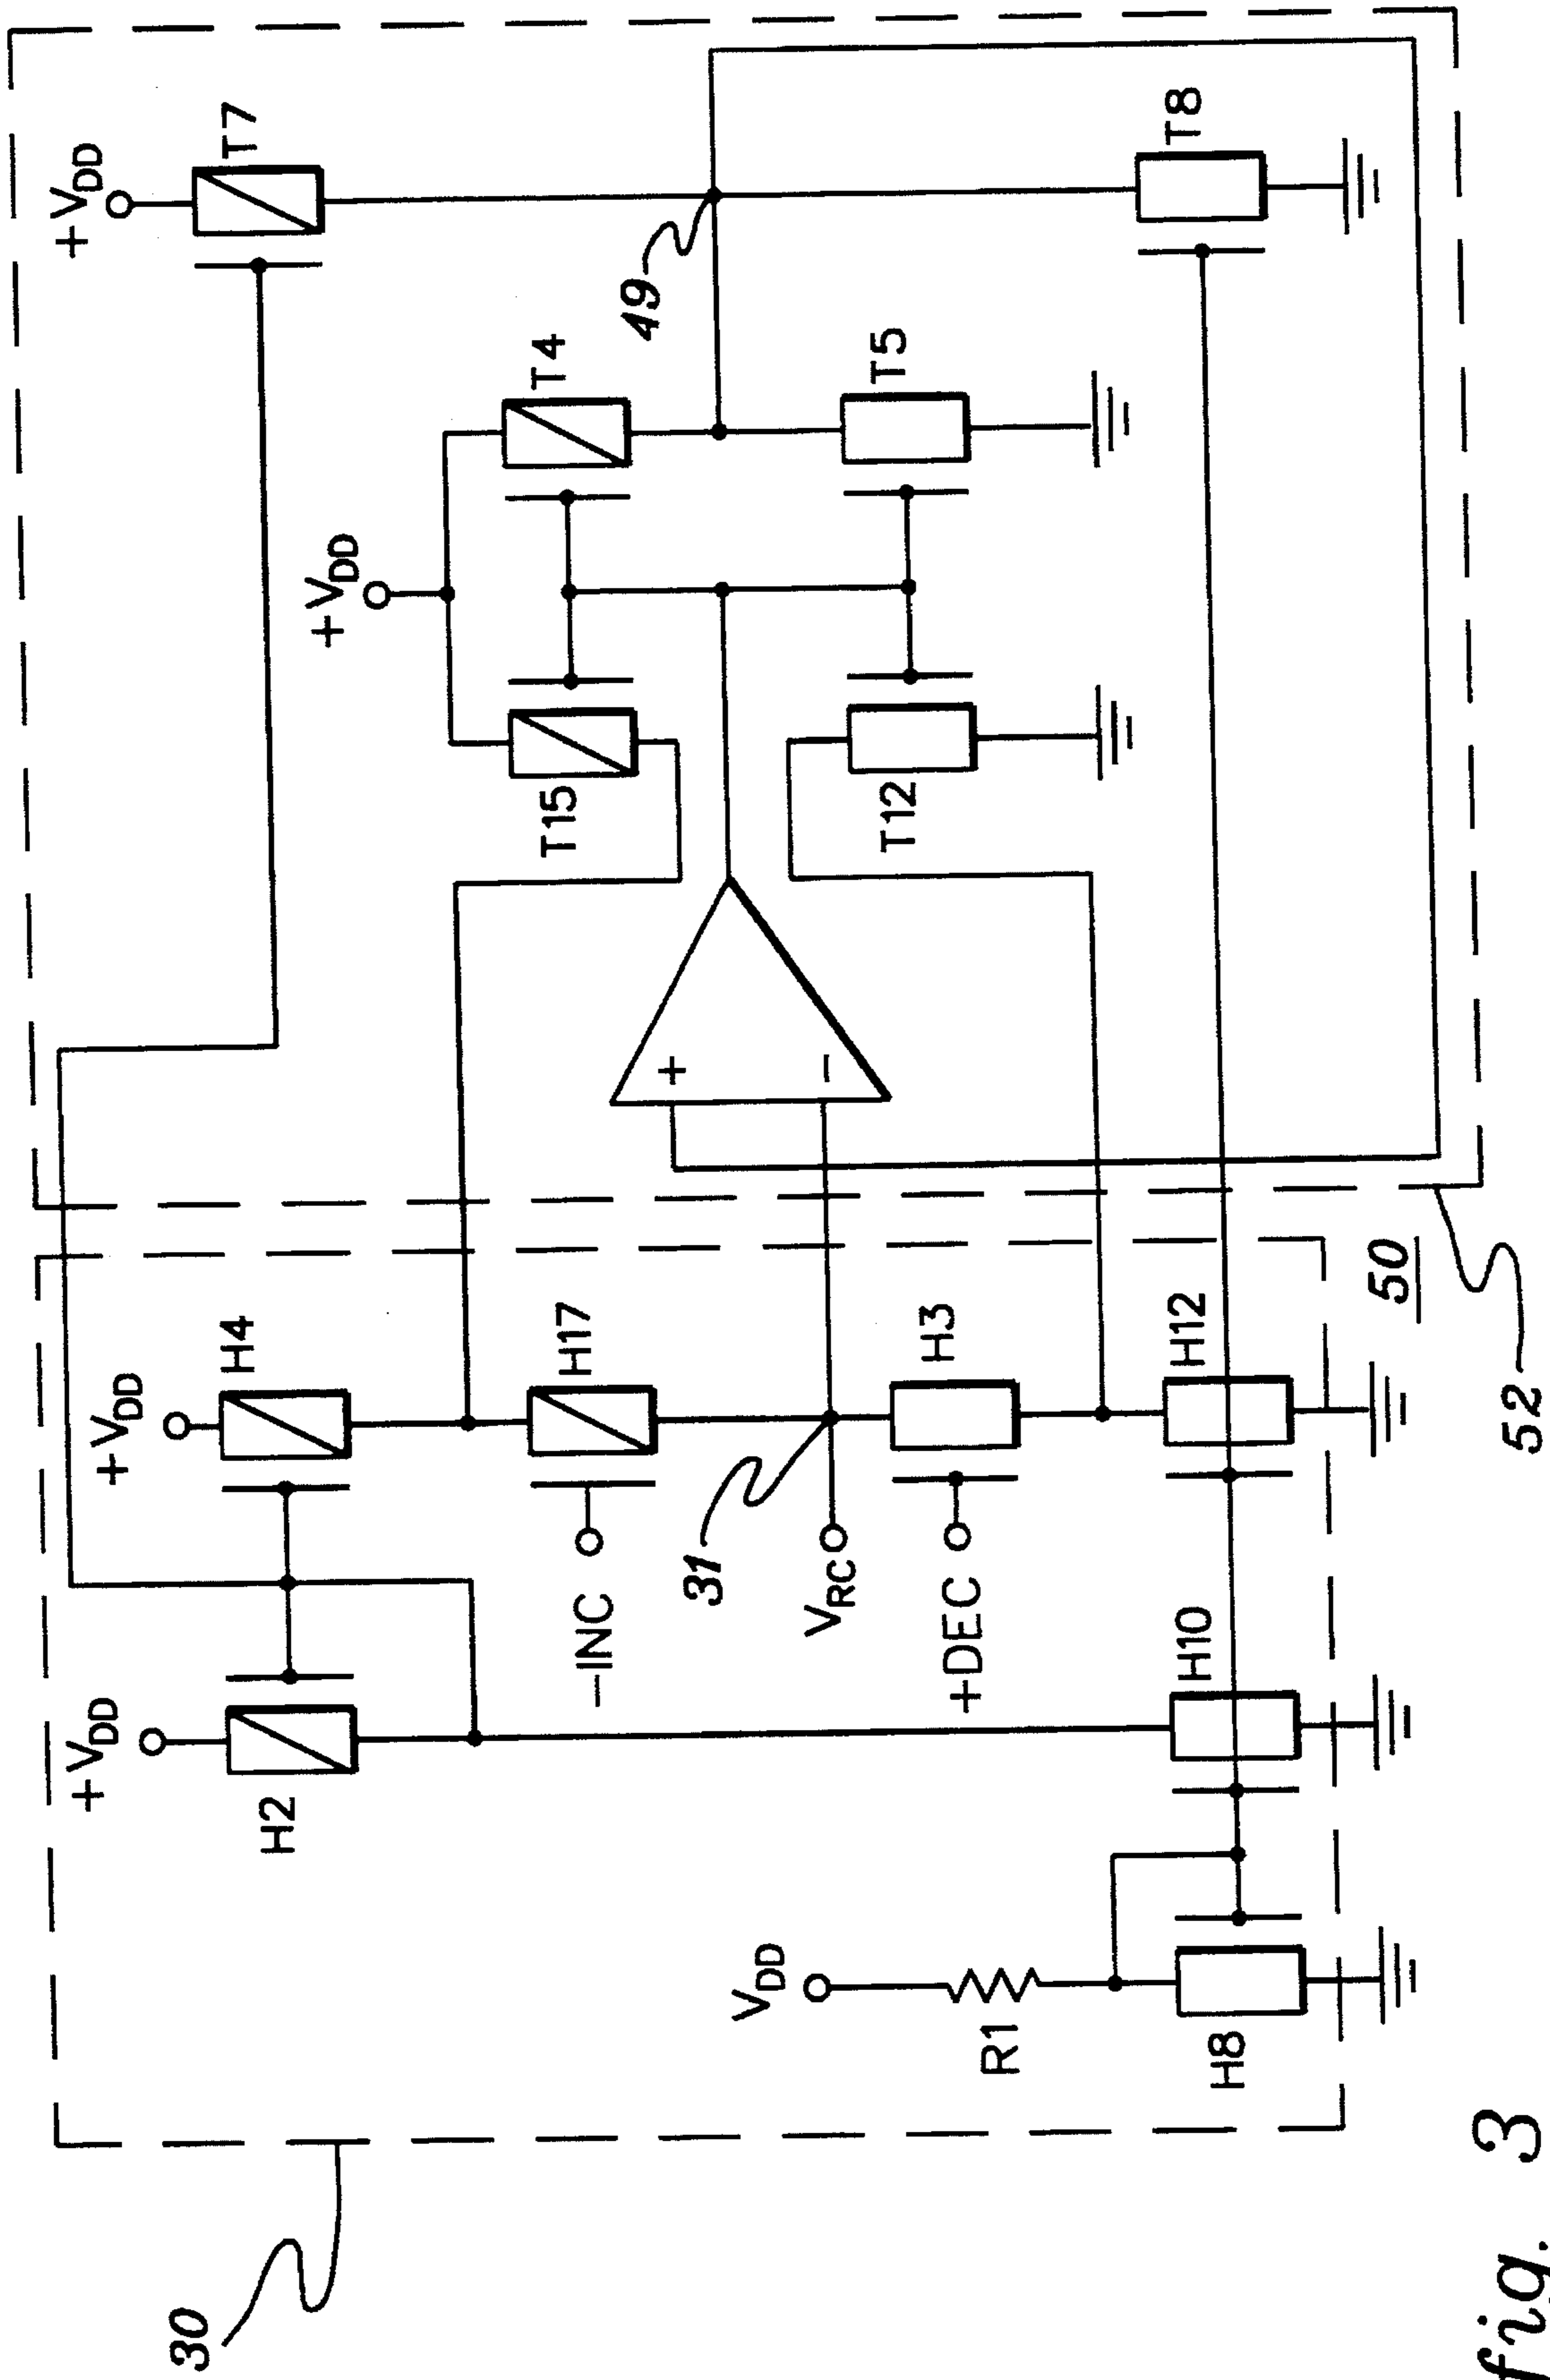 30
+VDD
H2
+VDD
H4
+VDD
T7
+VDD
T15
T4
49
-INC
H17
31
VRC
+
-
+DEC
H3
T12
T5
VDD
R1
H8
H10
H12
T8
50
52
fig. 3